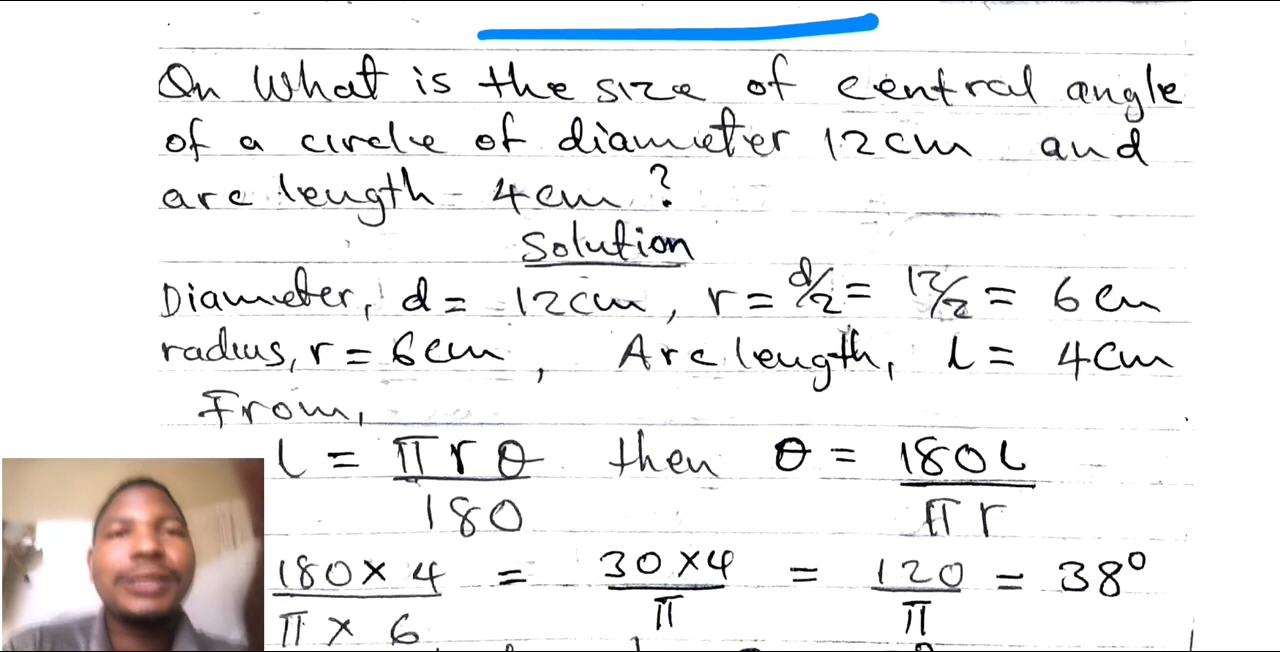 Qn What is the size of central angle
of a circle of diameter 12cm and
arc length 4cm?
Solution
Diameter, d = 12cm, r = d/2 = 12/2 = 6cm
radius, r = 6cm, Arc length, l = 4cm
From,
l = πrθ/180 then θ = 180l/πr
180×4/π×6 = 30×4/π = 120/π = 38°